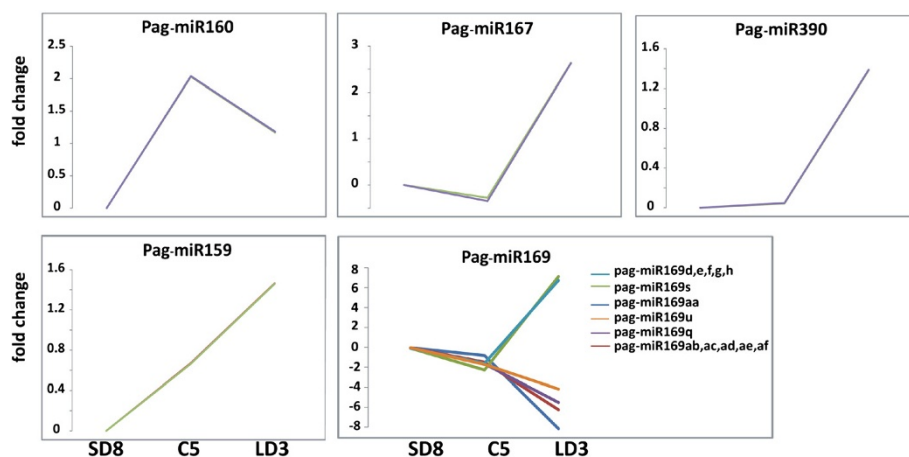 Pag-miR160
fold change
2.5
2
1.5
1
0.5
0
Pag-miR167
3
2
1
0
Pag-miR390
1.6
1.2
0.8
0.4
0
Pag-miR159
fold change
1.6
1.2
0.8
0.4
0
SD8 C5 LD3
Pag-miR169
8
6
4
2
0
-2
-4
-6
-8
SD8 C5 LD3
pag-miR169d,e,f,g,h
pag-miR169s
pag-miR169aa
pag-miR169u
pag-miR169q
pag-miR169ab,ac,ad,ae,af